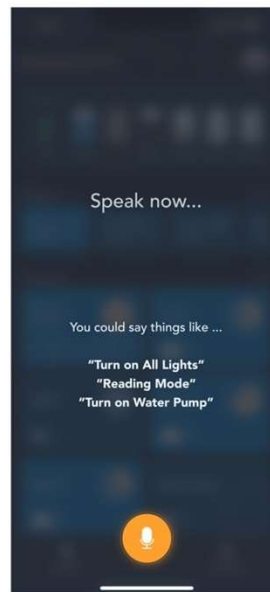 Speak now...
You could say things like ...
"Turn on All Lights"
"Reading Mode"
"Turn on Water Pump"